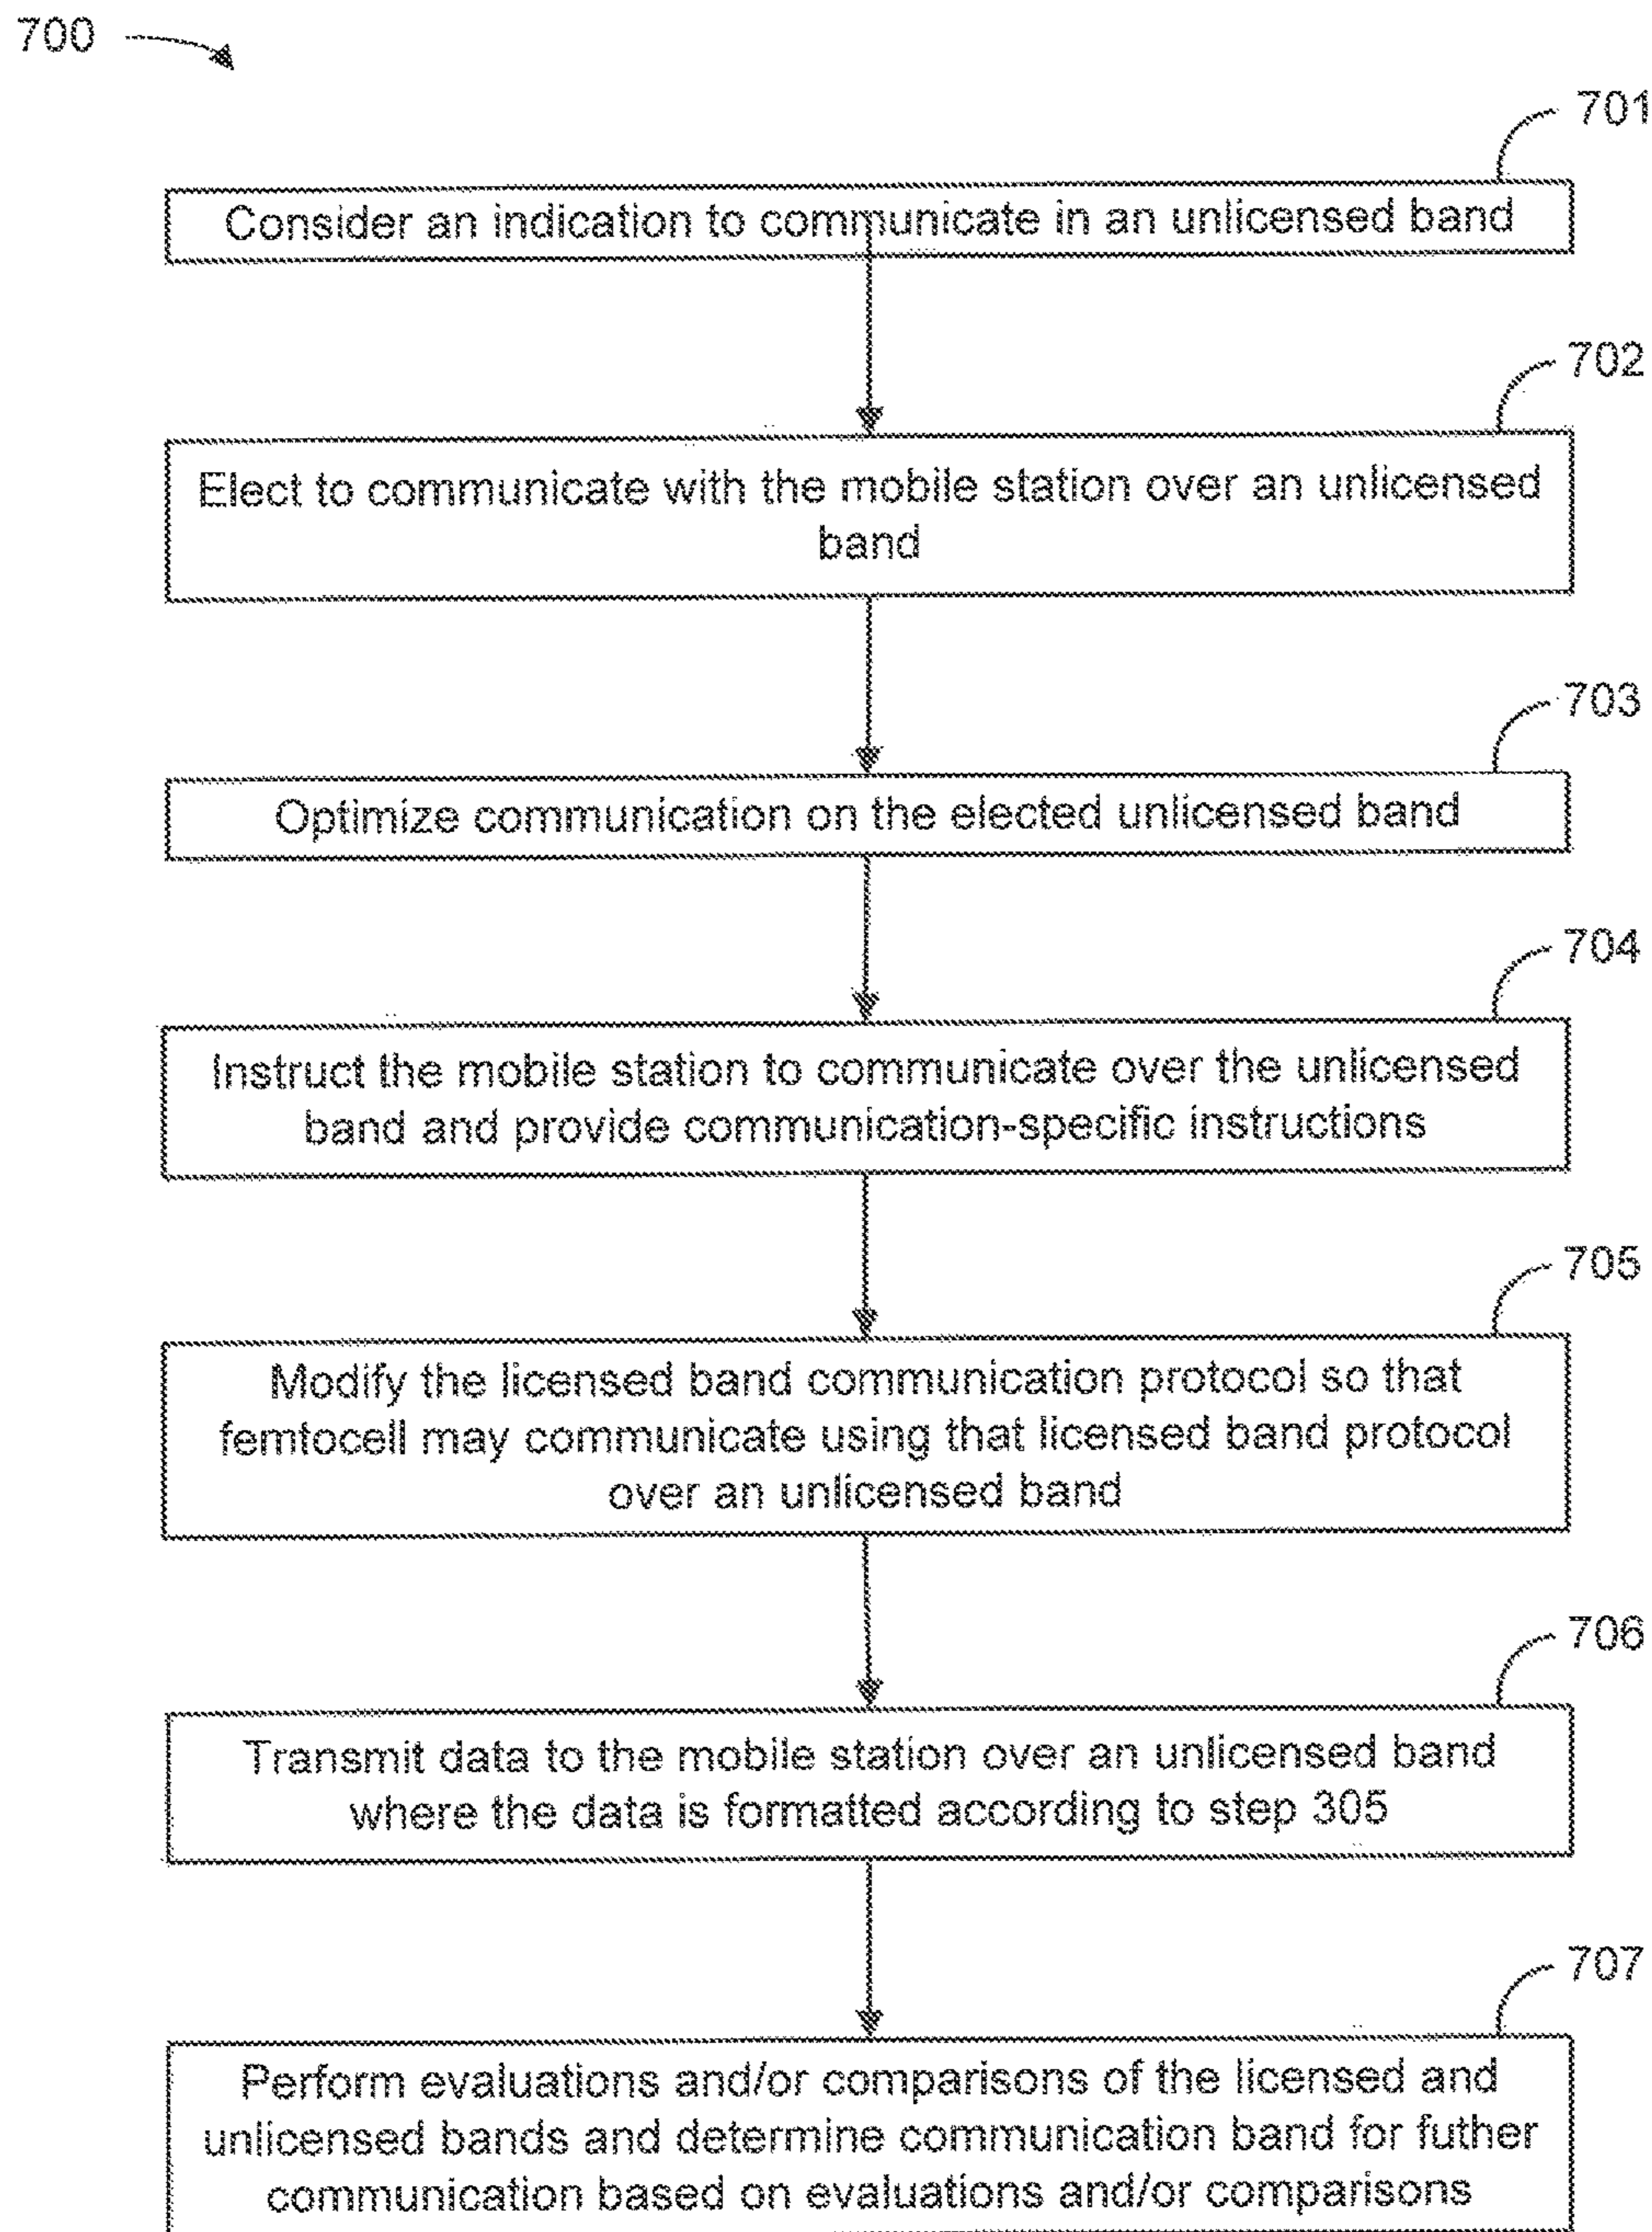 700
701
Consider an indication to communicate in an unlicensed band
702
Elect to communicate with the mobile station over an unlicensed
band
703
Optimize communication on the elected unlicensed band
704
Instruct the mobile station to communicate over the unlicensed
band and provide communication-specific instructions
705
Modify the licensed band communication protocol so that
femtocell may communicate using that licensed band protocol
over an unlicensed band
706
Transmit data to the mobile station over an unlicensed band
where the data is formatted according to step 305
707
Perform evaluations and/or comparisons of the licensed and
unlicensed bands and determine communication band for futher
communication based on evaluations and/or comparisons